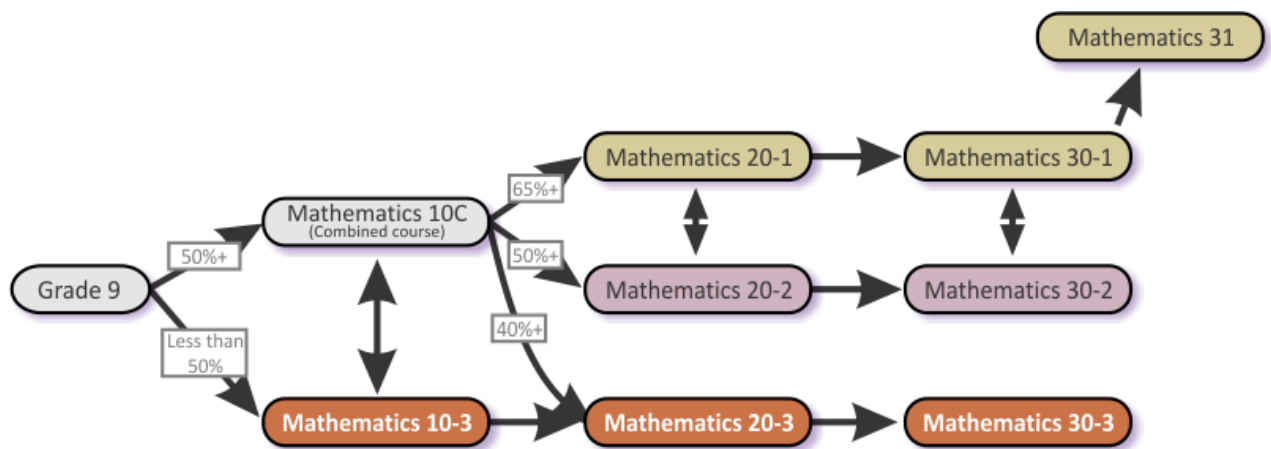 Mathematics 31
Mathematics 20-1
Mathematics 30-1
65%+
Mathematics 10C
(Combined course)
50%+
50%+
Grade 9
Mathematics 20-2
Mathematics 30-2
40%+
Less than
50%
Mathematics 10-3
Mathematics 20-3
Mathematics 30-3